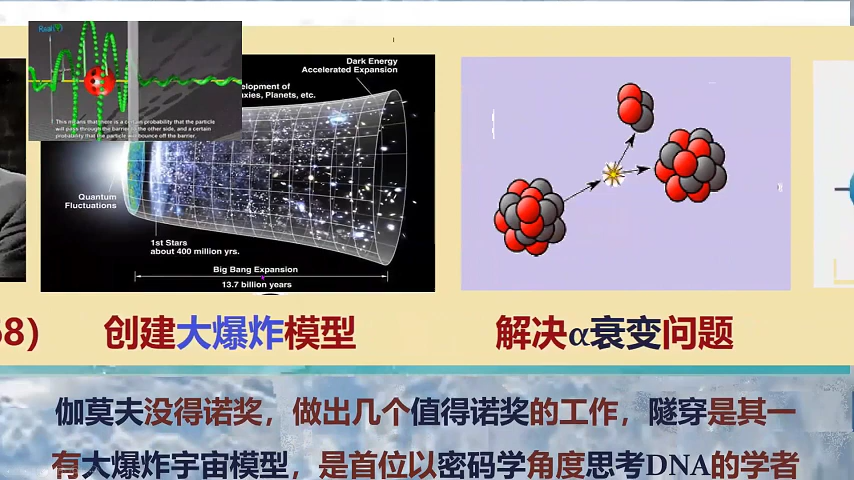 Real(Ψ)
This means that there is a certain probability that the particle
will pass through the barrier to the other side, and a certain
probability that the particle will bounce off the barrier.
Dark Energy
Accelerated Expansion
elopment of
axies, Planets, etc.
Quantum
Fluctuations
1st Stars
about 400 million yrs.
Big Bang Expansion
13.7 billion years
68) 创建大爆炸模型 解决α衰变问题
伽莫夫没得诺奖，做出几个值得诺奖的工作，隧穿是其一
有大爆炸宇宙模型，是首位以密码学角度思考DNA的学者